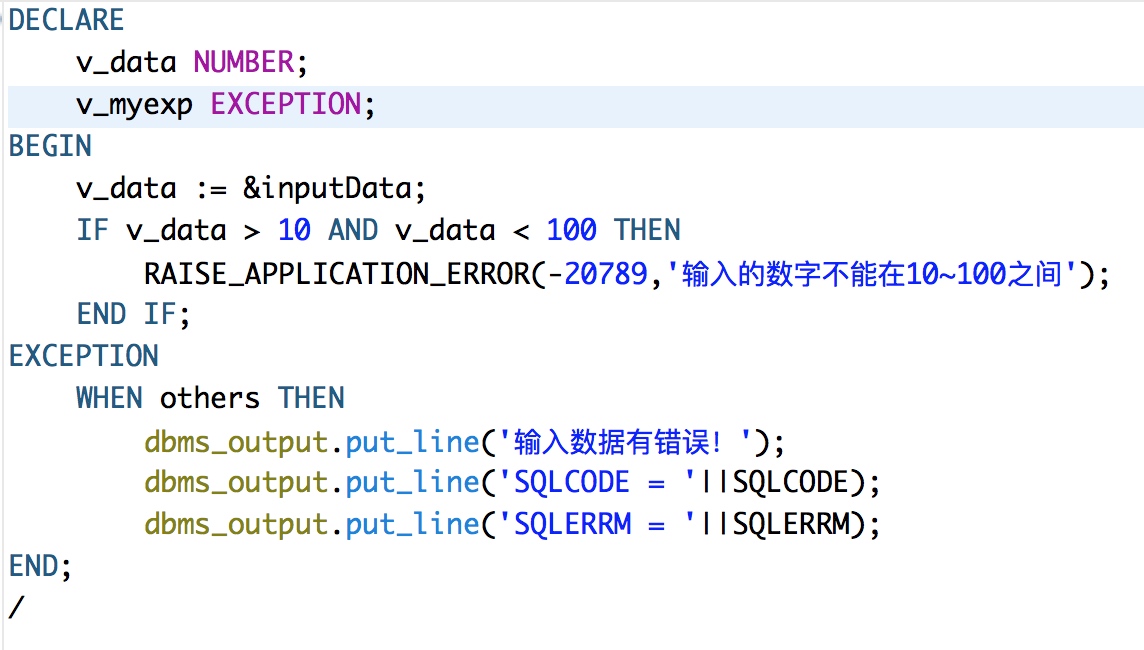 DECLARE
    v_data NUMBER;
    v_myexp EXCEPTION;
BEGIN
    v_data := &inputData;
    IF v_data > 10 AND v_data < 100 THEN
        RAISE_APPLICATION_ERROR(-20789,'输入的数字不能在10~100之间');
    END IF;
EXCEPTION
    WHEN others THEN
        dbms_output.put_line('输入数据有错误！');
        dbms_output.put_line('SQLCODE = '||SQLCODE);
        dbms_output.put_line('SQLERRM = '||SQLERRM);
END;
/